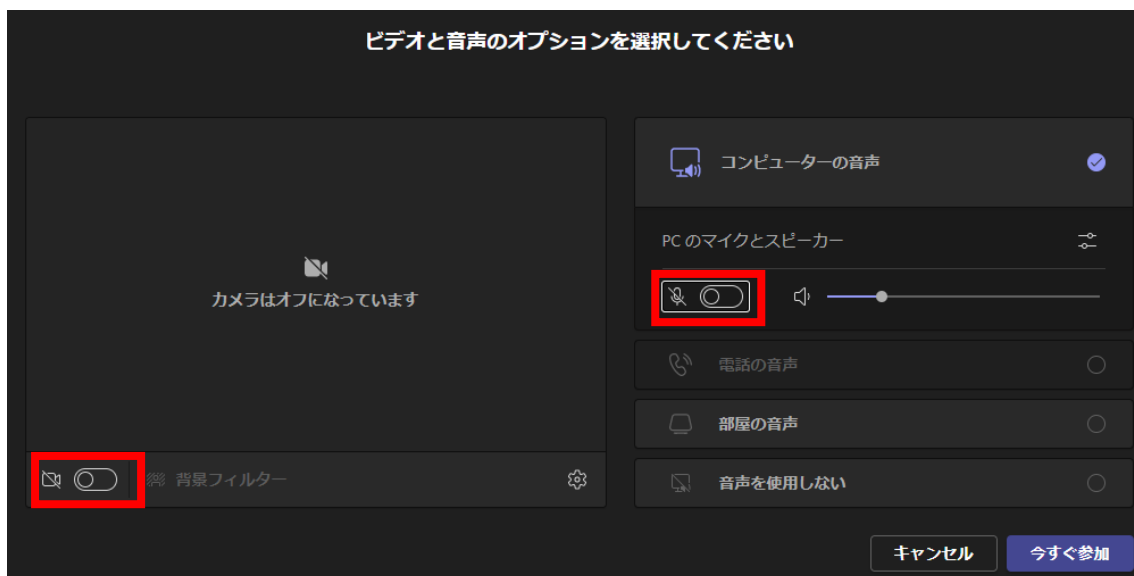 ビデオと音声のオプションを選択してください
カメラはオフになっています
背景フィルター
コンピューターの音声
PC のマイクとスピーカー
電話の音声
部屋の音声
音声を使用しない
キャンセル
今すぐ参加